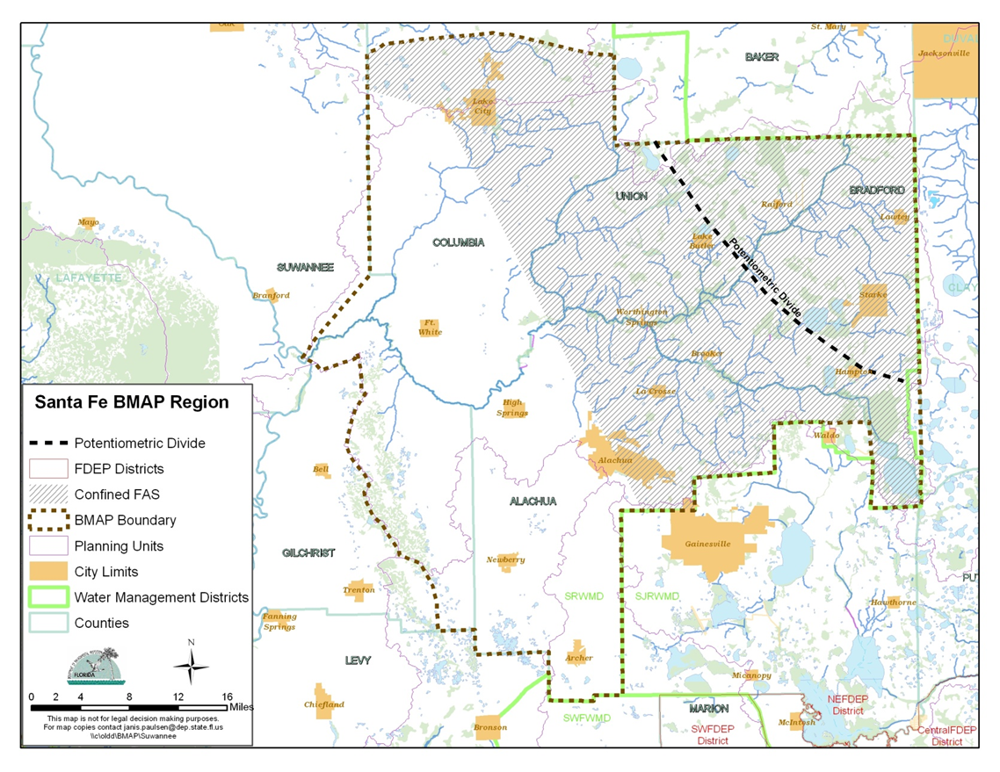 Oak
St. Mary
DUVAL
BAKER
Jacksonville
Lake
City
UNION
BRADFORD
Raiford
Lawtey
Mayo
COLUMBIA
Lake
Butler
SUWANNEE
LAFAYETTE
Potentiometric Divide
CLAY
Branford
Starke
Worthington
Springs
Ft.
White
Brooker
Hampton
La Crosse
High
Springs
Santa Fe BMAP Region
Potentiometric Divide
FDEP Districts
Confined FAS
BMAP Boundary
Planning Units
City Limits
Water Management Districts
Counties
N
FLORIDA
0 2 4 8 12 16
Miles
This map is not for legal decision making purposes.
For map copies contact janis.paulsen@dep.state.fl.us
\\c\old\BMAP\Suwannee
Waldo
Alachua
Bell
ALACHUA
Gainesville
GILCHRIST
Newberry
PUT
Trenton
SRWMD
SJRWMD
Hawthorne
Fanning
Springs
LEVY
Archer
Micanopy
Chiefland
NEFDEP
District
MARION
SWFWMD
McIntosh
Bronson
SWFDEP
District
CentralFDEP
District